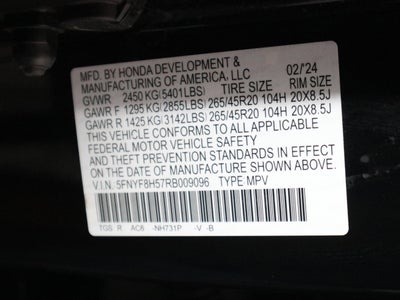 MFD. BY HONDA DEVELOPMENT &
MANUFACTURING OF AMERICA, LLC 02/'24
GVWR 2450 KG(5401LBS) TIRE SIZE RIM SIZE
GAWR F 1295 KG(2855LBS) 265/45R20 104H 20X8.5J
GAWR R 1425 KG(3142LBS) 265/45R20 104H 20X8.5J
THIS VEHICLE CONFORMS TO ALL APPLICABLE
FEDERAL MOTOR VEHICLE SAFETY
STANDARDS IN EFFECT
ON THE DATE OF MANUFACTURE SHOWN ABOVE.
V.I.N. 5FNYF8H57RB009096 TYPE MPV
TGS R AC6 -NH731P -V -B